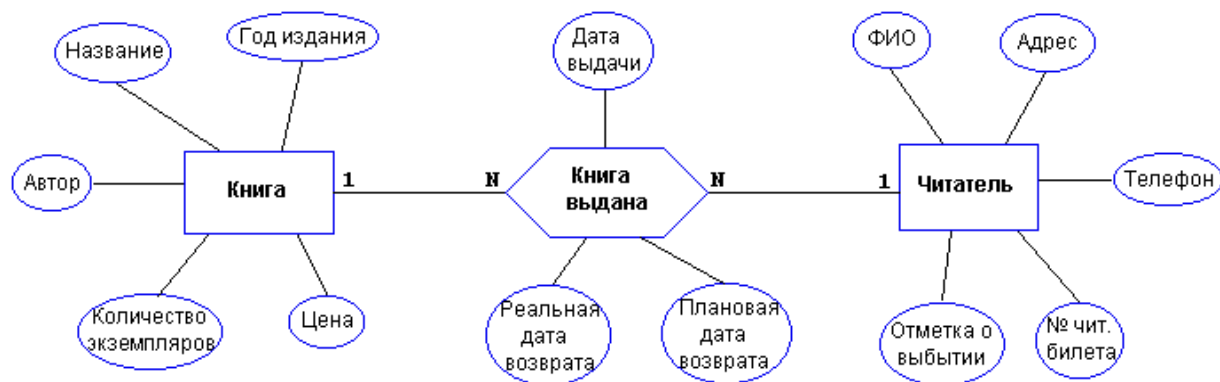 Название
Год издания
Дата
выдачи
ФИО
Адрес
Автор
Книга
1
N
Книга
выдана
N
1
Читатель
Телефон
Количество
экземпляров
Цена
Реальная
дата
возврата
Плановая
дата
возврата
Отметка о
выбытии
№ чит.
билета